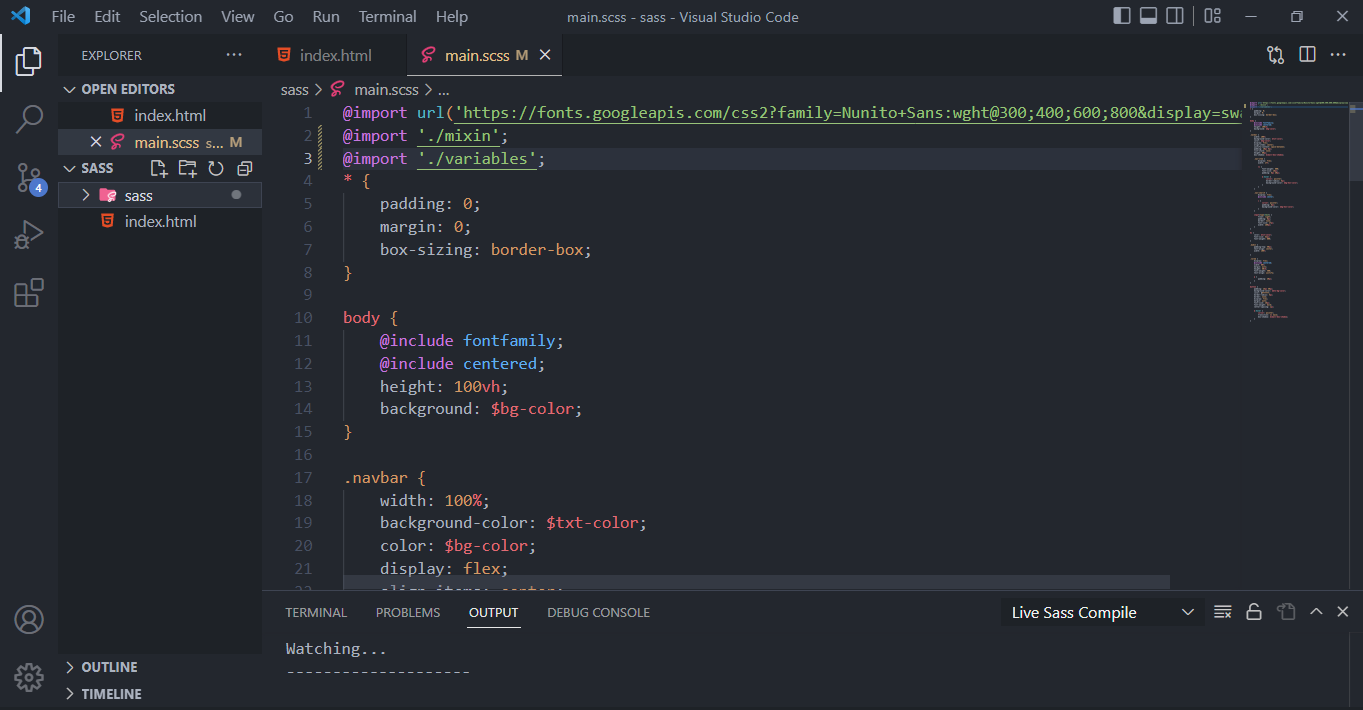 File Edit Selection View Go Run Terminal Help main.scss - sass - Visual Studio Code
EXPLORER ··· index.html main.scss M
OPEN EDITORS
index.html
main.scss s... M
SASS
sass
index.html
4
OUTLINE
TIMELINE
sass > main.scss > ...
1 @import url('https://fonts.googleapis.com/css2?family=Nunito+Sans:wght@300;400;600;800&display=swa
2 @import './mixin';
3 @import './variables';
4 * {
5 padding: 0;
6 margin: 0;
7 box-sizing: border-box;
8 }
9
10 body {
11 @include fontfamily;
12 @include centered;
13 height: 100vh;
14 background: $bg-color;
15 }
16
17 .navbar {
18 width: 100%;
19 background-color: $txt-color;
20 color: $bg-color;
21 display: flex;
22 align-items: center;
TERMINAL PROBLEMS OUTPUT DEBUG CONSOLE Live Sass Compile
Watching...
--------------------